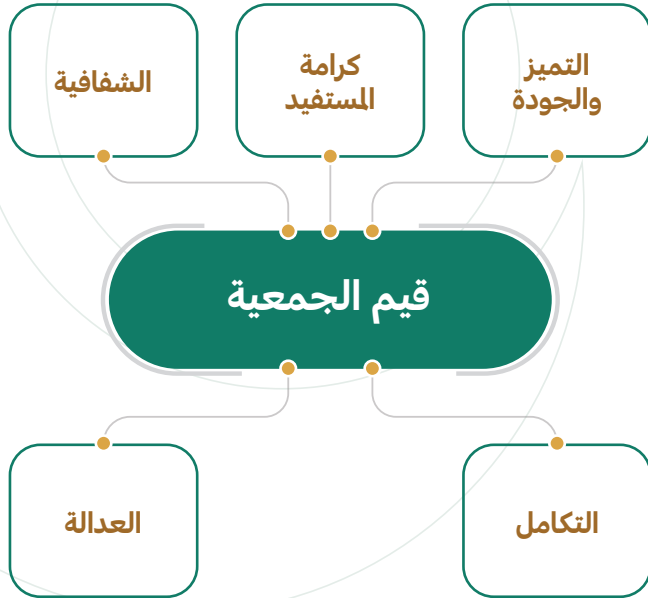 التميز
والجودة
كرامة
المستفيد
الشفافية
قيم الجمعية
التكامل
العدالة